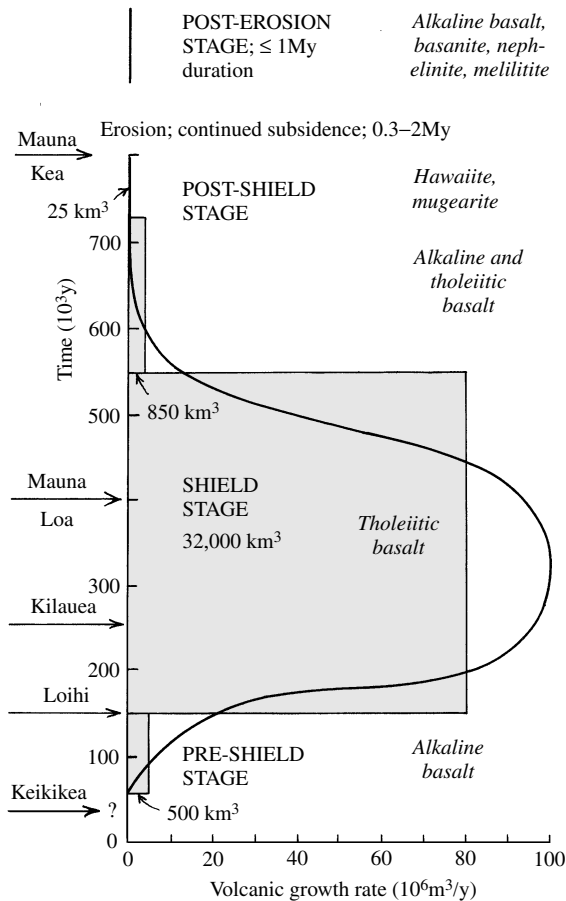 POST-EROSION
STAGE; ≤ 1My
duration
Alkaline basalt,
basanite, neph-
elinite, melilitite
Erosion; continued subsidence; 0.3–2My
Mauna
Kea
25 km³
POST-SHIELD
STAGE
Hawaiite,
mugearite
Alkaline and
tholeiitic
basalt
700
600
850 km³
500
Time (10³y)
Mauna
Loa
SHIELD
STAGE
32,000 km³
Tholeiitic
basalt
300
Kilauea
200
Loihi
100
PRE-SHIELD
STAGE
Alkaline
basalt
Keikikea
?
500 km³
0
0
20
40
60
80
100
Volcanic growth rate (10⁶m³/y)